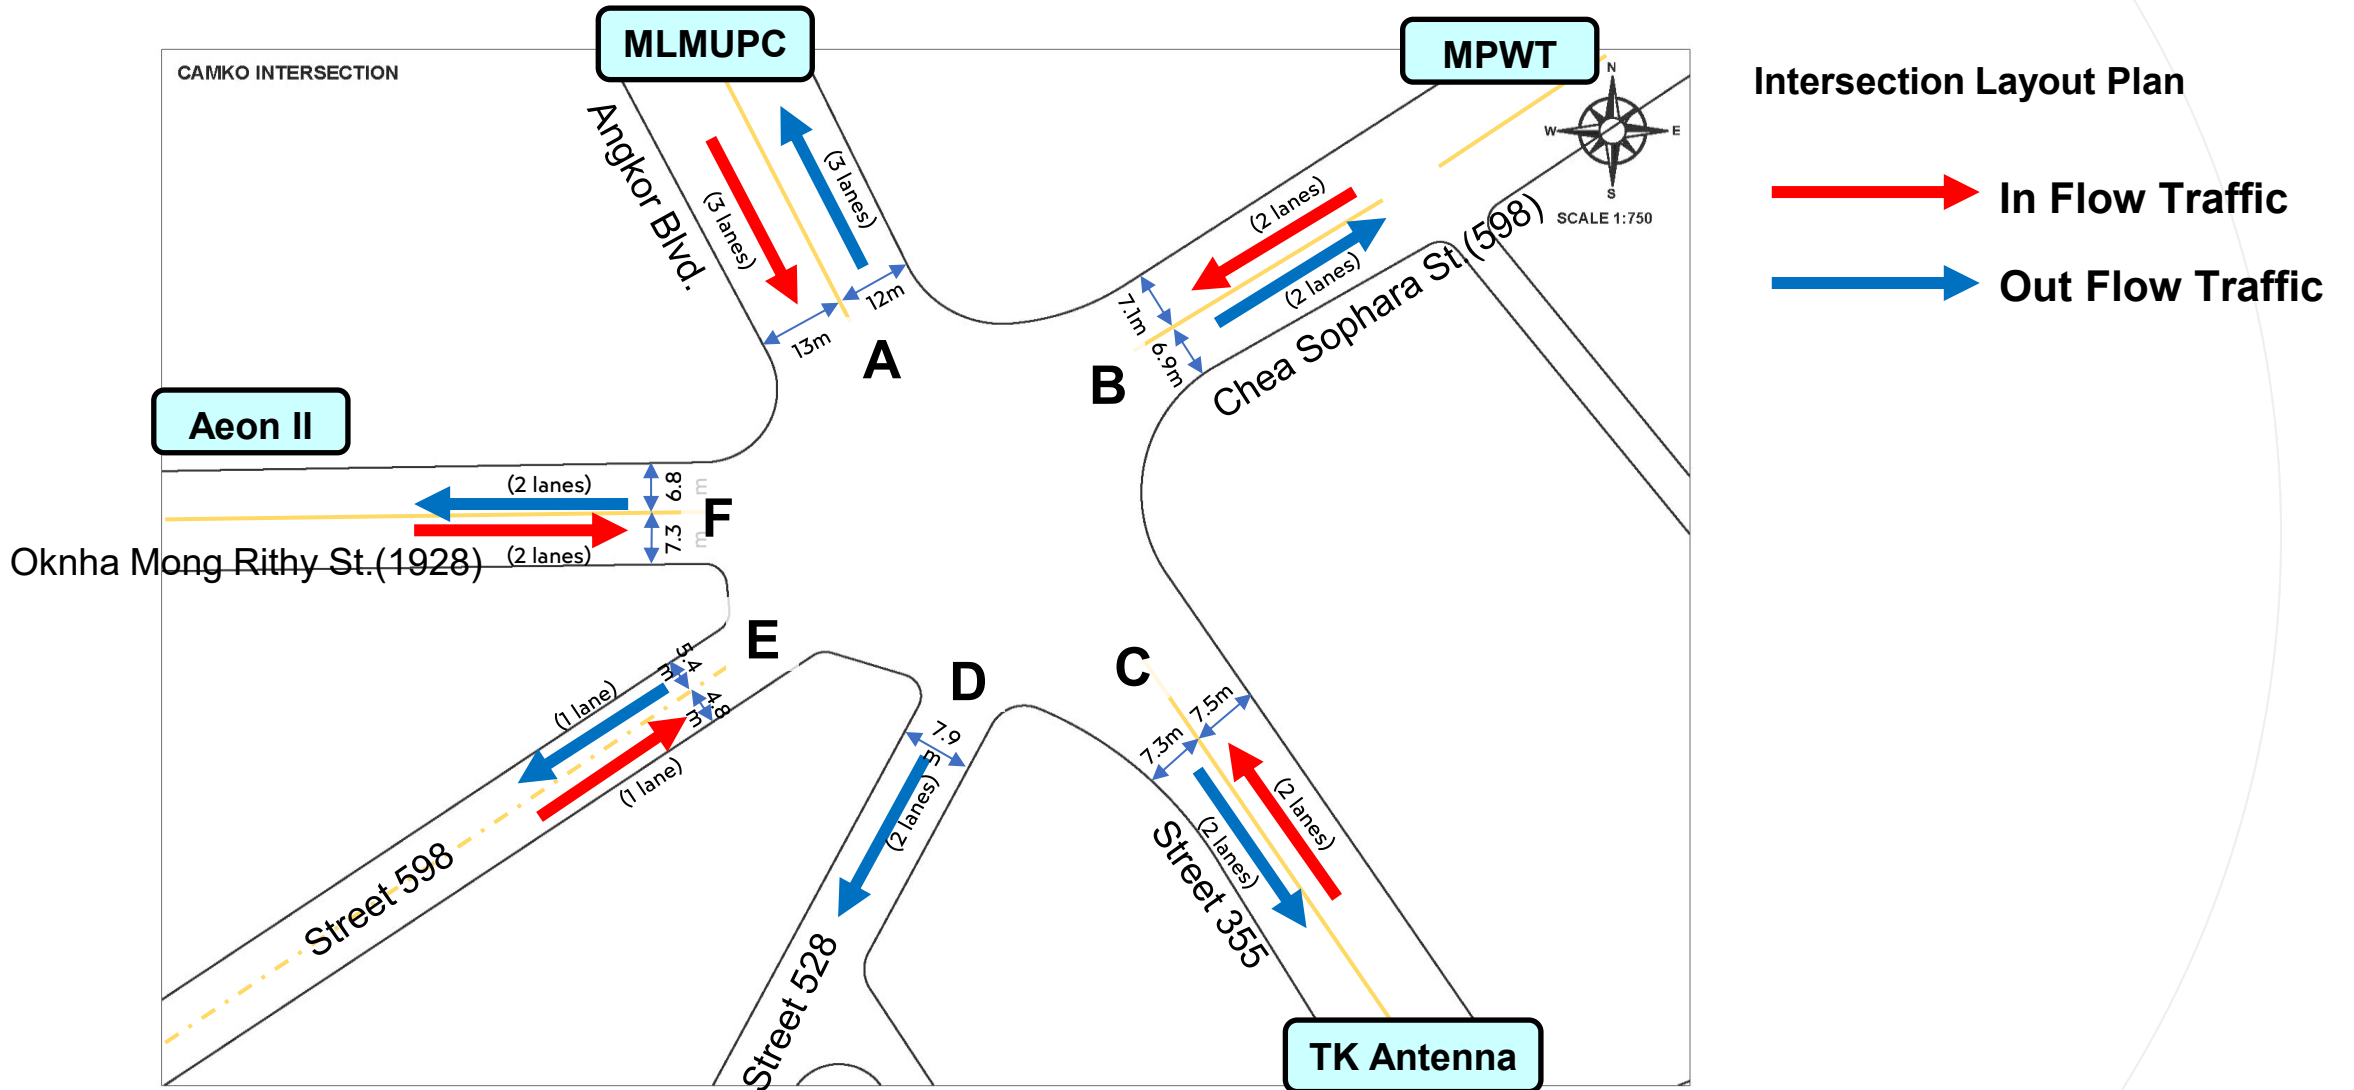 MLMUPC
MPWT
CAMKO INTERSECTION
N
W
E
S
SCALE 1:750
Intersection Layout Plan
In Flow Traffic
Out Flow Traffic
Angkor Blvd.
(3 lanes)
(3 lanes)
13m
12m
A
(2 lanes)
(2 lanes)
7.1m
6.9m
B
Chea Sophara St.(598)
Aeon II
(2 lanes)
6.8
m
F
7.3
m
(2 lanes)
Oknha Mong Rithy St.(1928)
E
5.4
m
4.8
m
(1 lane)
(1 lane)
Street 598
D
7.9
m
(2 lanes)
Street 528
C
7.5m
7.3m
(2 lanes)
(2 lanes)
Street 355
TK Antenna